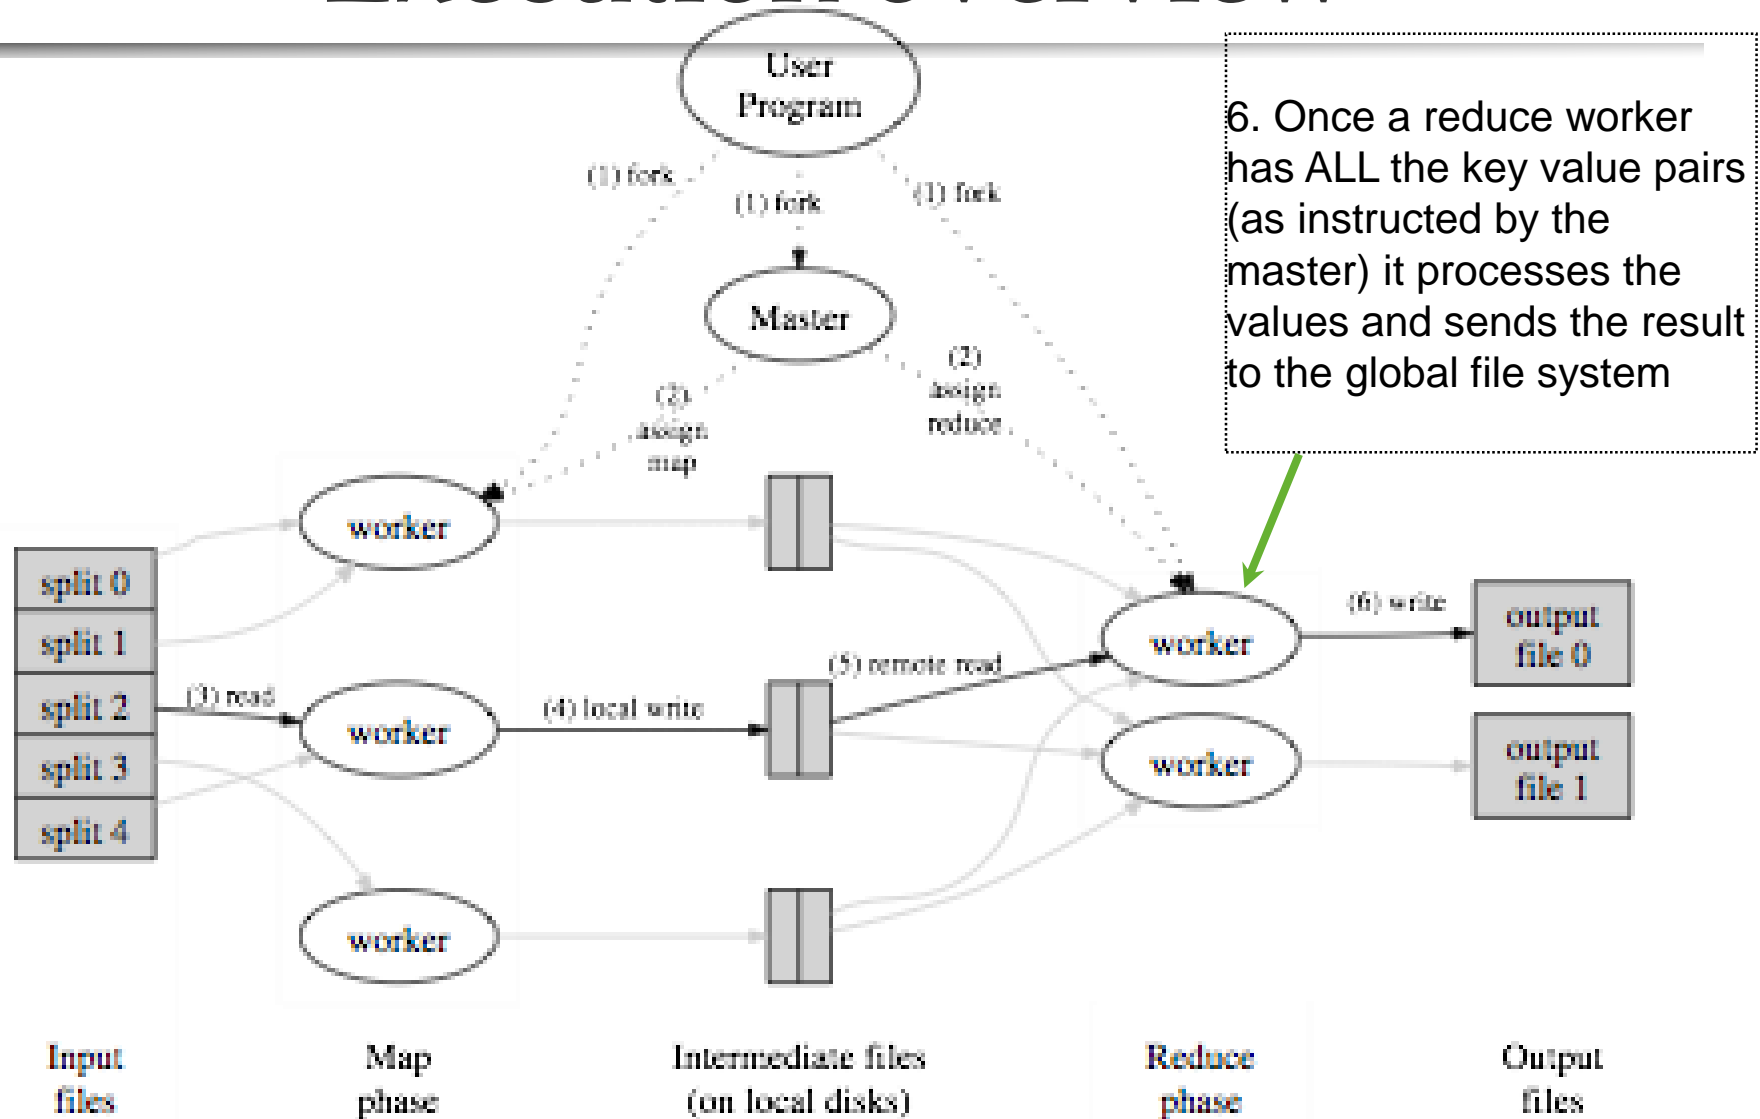 Execution overview
User
Program
6. Once a reduce worker
has ALL the key value pairs
(as instructed by the
master) it processes the
values and sends the result
to the global file system
(1) fork
(1) fork
(1) fork
Master
(2)
assign
map
(2)
assign
reduce
worker
split 0
split 1
split 2
split 3
split 4
(3) read
worker
(4) local write
(5) remote read
worker
(6) write
output
file 0
worker
output
file 1
worker
Input
files
Map
phase
Intermediate files
(on local disks)
Reduce
phase
Output
files